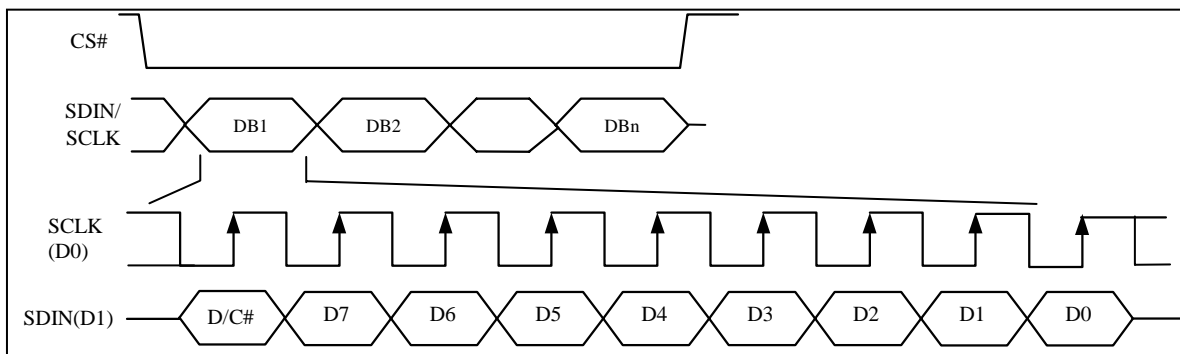 CS#
SDIN/
SCLK
DB1 DB2 DBn
SCLK
(D0)
SDIN(D1) D/C# D7 D6 D5 D4 D3 D2 D1 D0